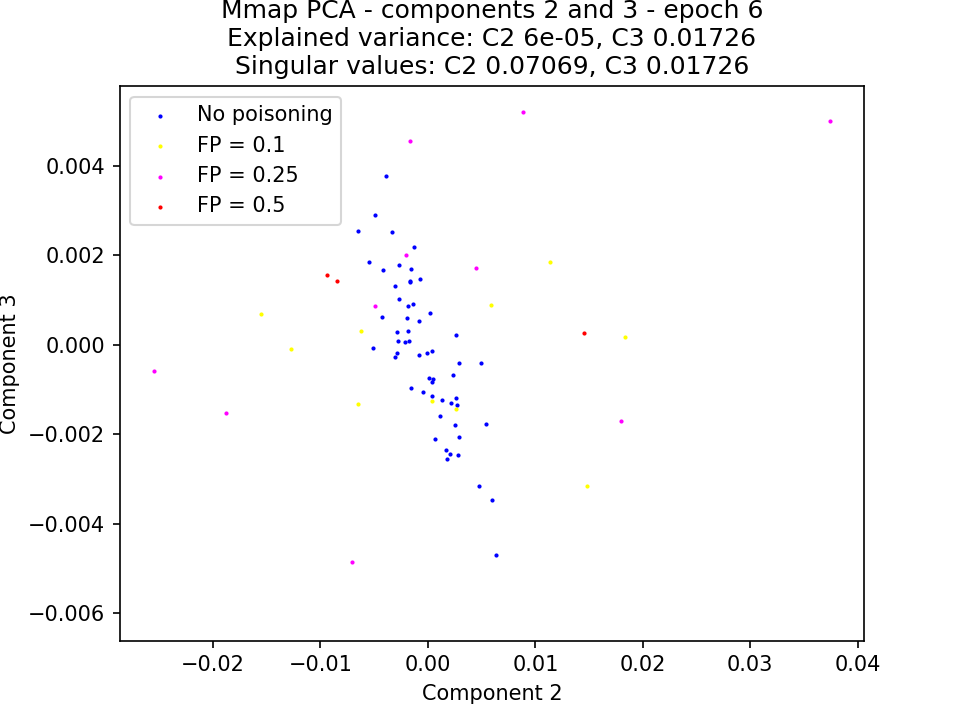 Mmap PCA - components 2 and 3 - epoch 6
Explained variance: C2 6e-05, C3 0.01726
Singular values: C2 0.07069, C3 0.01726
No poisoning
FP = 0.1
FP = 0.25
FP = 0.5
0.004
0.002
0.000
−0.002
−0.004
−0.006
Component 3
−0.02
−0.01
0.00
0.01
0.02
0.03
0.04
Component 2